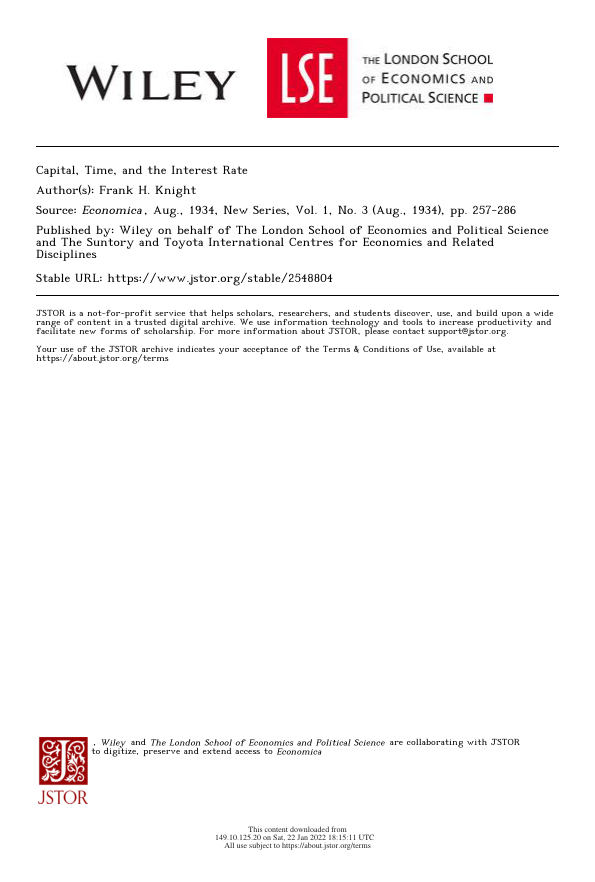 WILEY
LSE
THE LONDON SCHOOL
OF ECONOMICS AND
POLITICAL SCIENCE
Capital, Time, and the Interest Rate
Author(s): Frank H. Knight
Source: Economica, Aug., 1934, New Series, Vol. 1, No. 3 (Aug., 1934), pp. 257-286
Published by: Wiley on behalf of The London School of Economics and Political Science
and The Suntory and Toyota International Centres for Economics and Related
Disciplines
Stable URL: https://www.jstor.org/stable/2548804
JSTOR is a not-for-profit service that helps scholars, researchers, and students discover, use, and build upon a wide
range of content in a trusted digital archive. We use information technology and tools to increase productivity and
facilitate new forms of scholarship. For more information about JSTOR, please contact support@jstor.org.
Your use of the JSTOR archive indicates your acceptance of the Terms & Conditions of Use, available at
https://about.jstor.org/terms
, Wiley and The London School of Economics and Political Science are collaborating with JSTOR
to digitize, preserve and extend access to Economica
JSTOR
This content downloaded from
149.10.125.20 on Sat, 22 Jan 2022 18:15:11 UTC
All use subject to https://about.jstor.org/terms